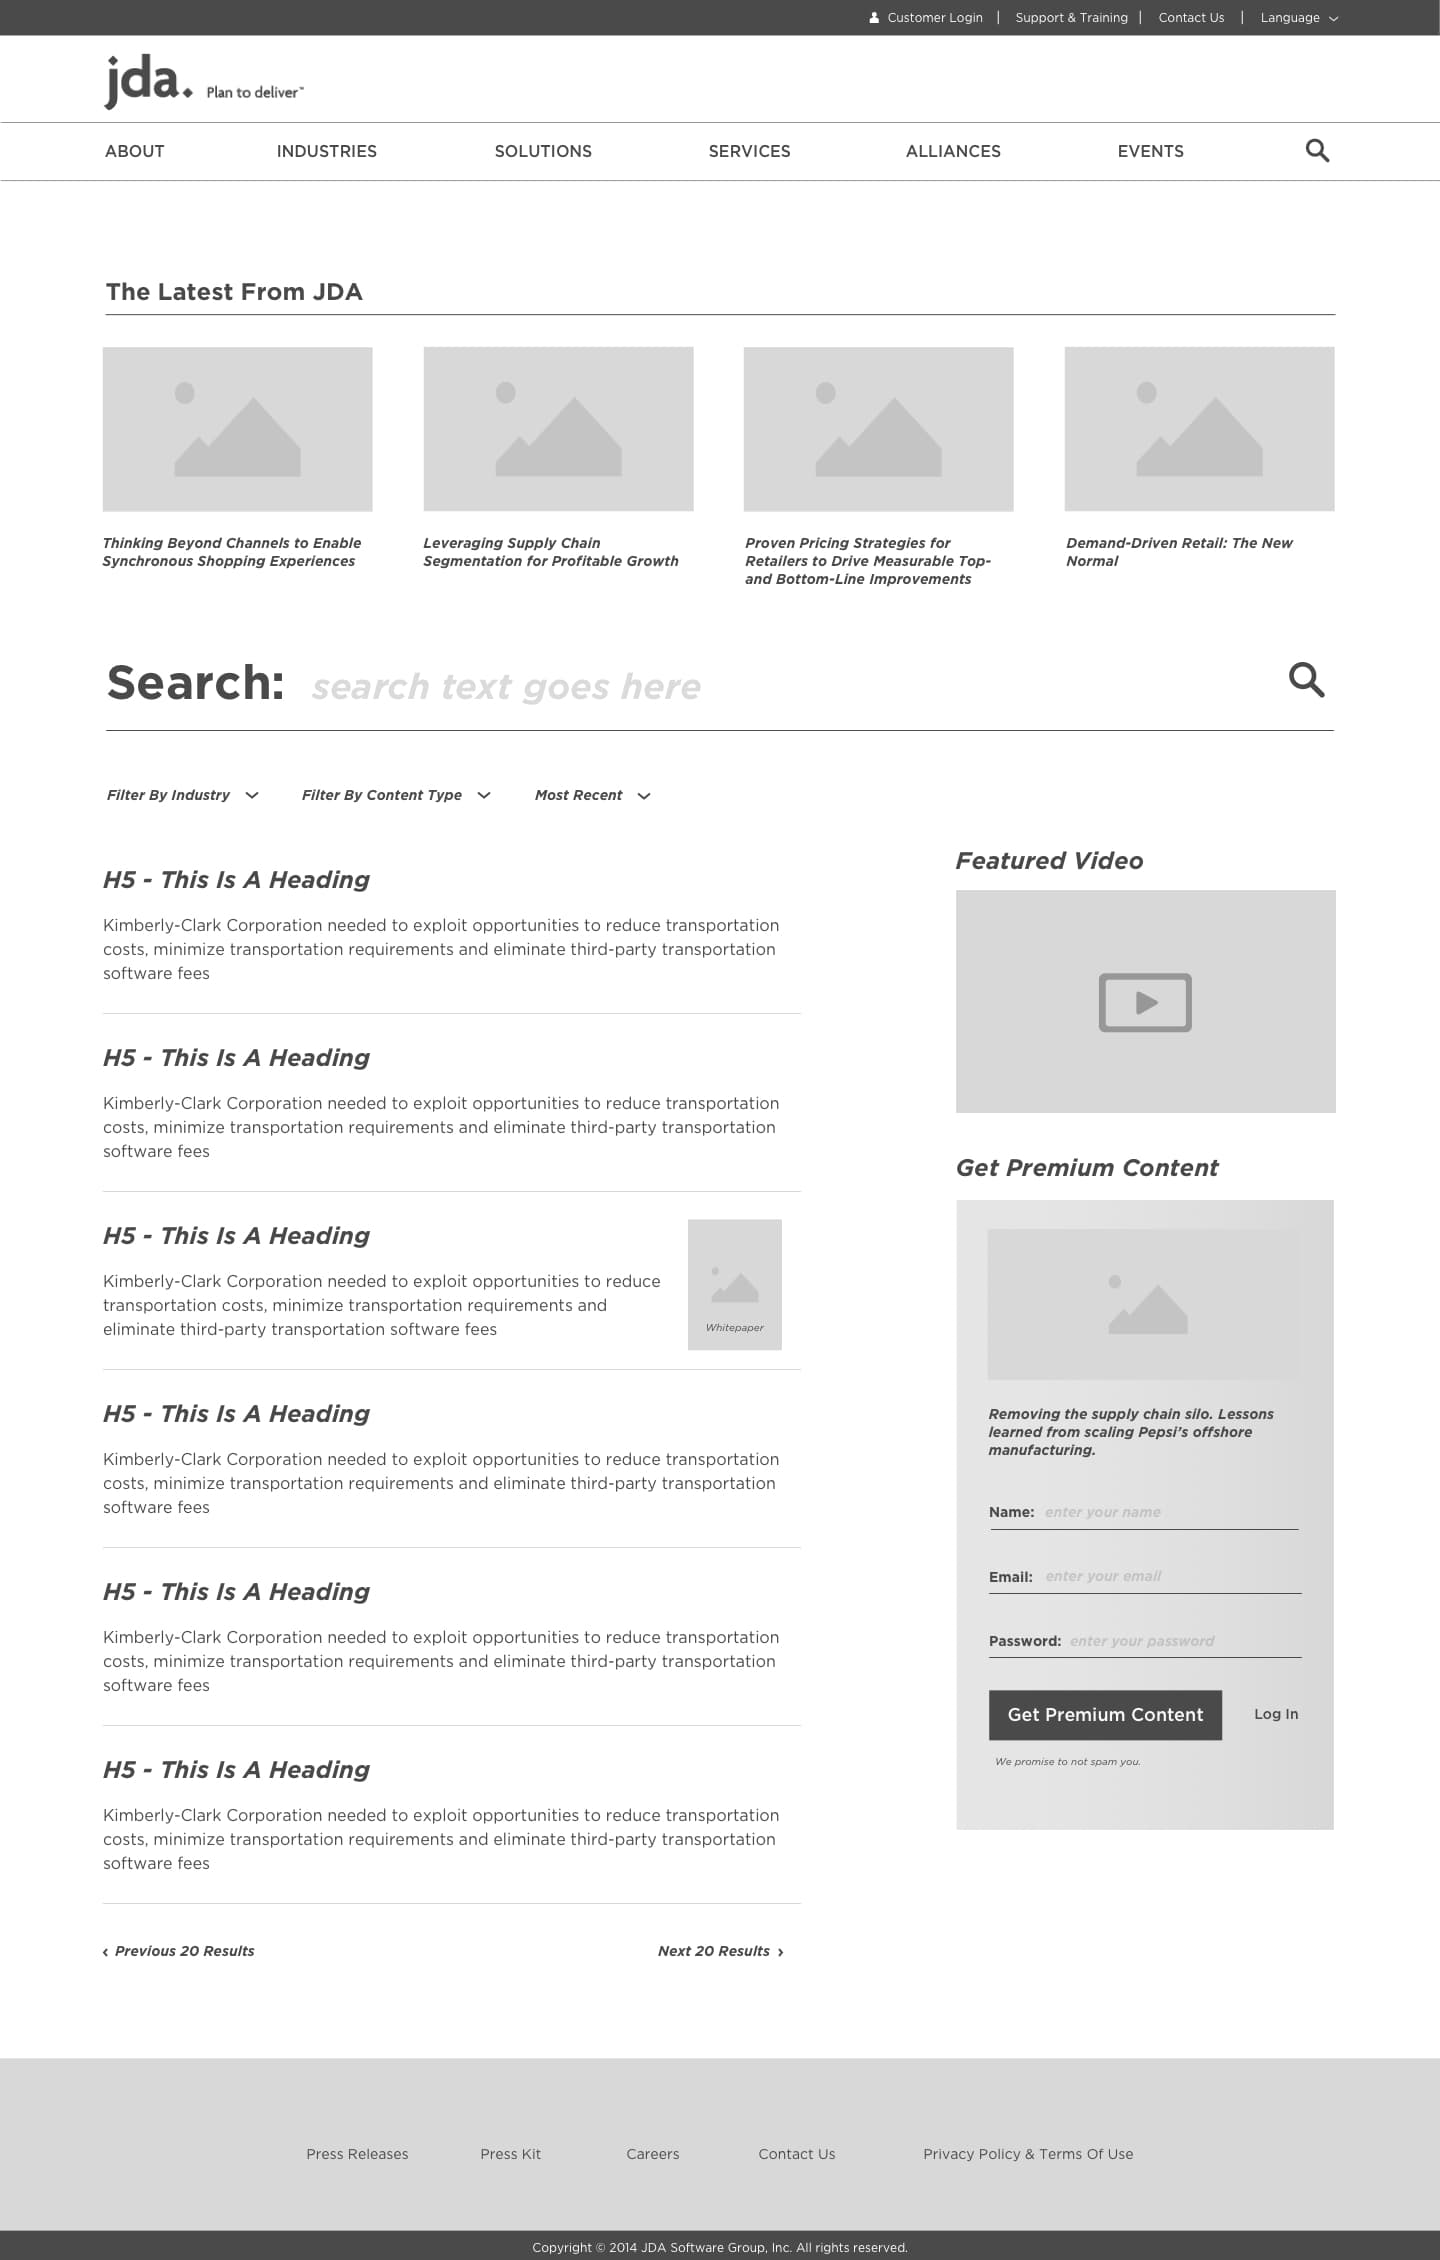 Customer Login | Support & Training | Contact Us | Language
jda. Plan to deliver™
ABOUT INDUSTRIES SOLUTIONS SERVICES ALLIANCES EVENTS
The Latest From JDA
Thinking Beyond Channels to Enable
Synchronous Shopping Experiences
Leveraging Supply Chain
Segmentation for Profitable Growth
Proven Pricing Strategies for
Retailers to Drive Measurable Top-
and Bottom-Line Improvements
Demand-Driven Retail: The New
Normal
Search: search text goes here
Filter By Industry Filter By Content Type Most Recent
H5 - This Is A Heading
Kimberly-Clark Corporation needed to exploit opportunities to reduce transportation
costs, minimize transportation requirements and eliminate third-party transportation
software fees
H5 - This Is A Heading
Kimberly-Clark Corporation needed to exploit opportunities to reduce transportation
costs, minimize transportation requirements and eliminate third-party transportation
software fees
H5 - This Is A Heading
Kimberly-Clark Corporation needed to exploit opportunities to reduce
transportation costs, minimize transportation requirements and
eliminate third-party transportation software fees
Whitepaper
H5 - This Is A Heading
Kimberly-Clark Corporation needed to exploit opportunities to reduce transportation
costs, minimize transportation requirements and eliminate third-party transportation
software fees
H5 - This Is A Heading
Kimberly-Clark Corporation needed to exploit opportunities to reduce transportation
costs, minimize transportation requirements and eliminate third-party transportation
software fees
H5 - This Is A Heading
Kimberly-Clark Corporation needed to exploit opportunities to reduce transportation
costs, minimize transportation requirements and eliminate third-party transportation
software fees
‹ Previous 20 Results Next 20 Results ›
Featured Video
Get Premium Content
Removing the supply chain silo. Lessons
learned from scaling Pepsi's offshore
manufacturing.
Name: enter your name
Email: enter your email
Password: enter your password
Get Premium Content Log In
We promise to not spam you.
Press Releases Press Kit Careers Contact Us Privacy Policy & Terms Of Use
Copyright © 2014 JDA Software Group, Inc. All rights reserved.